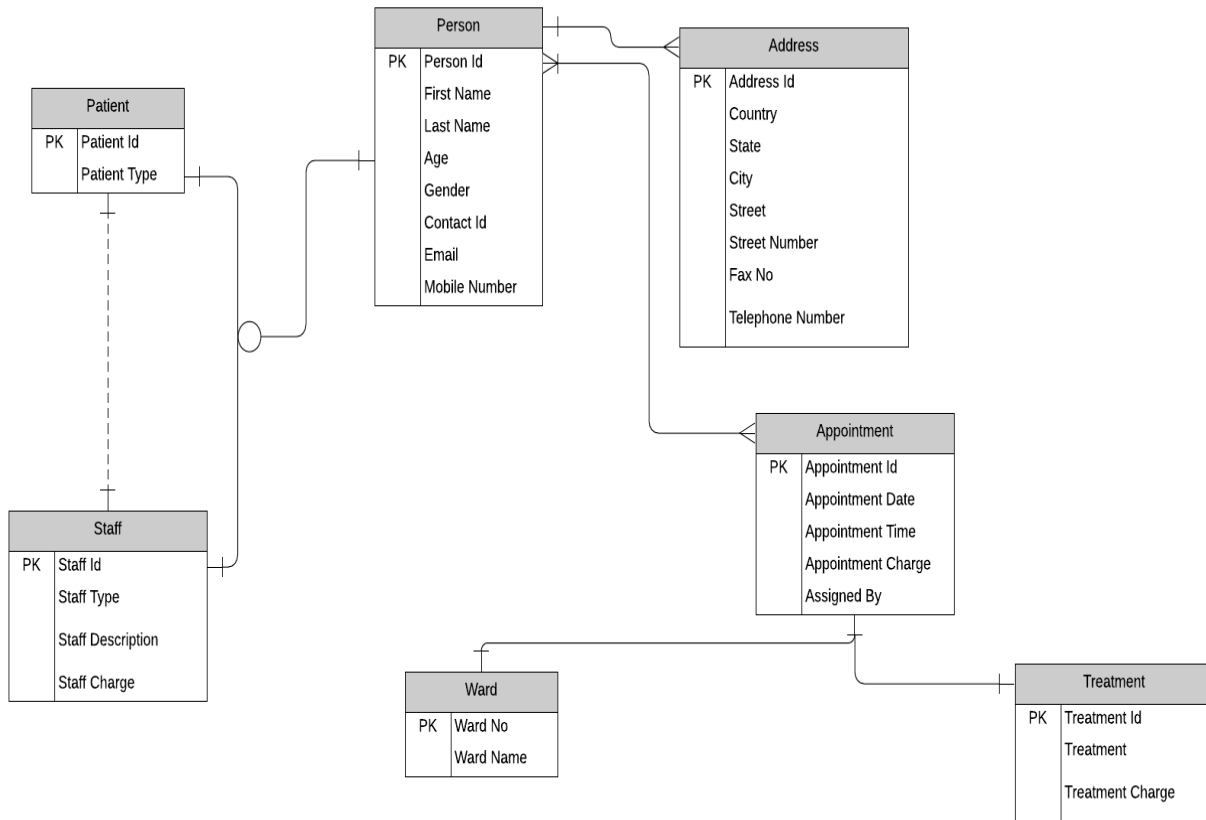 Person
PK Person Id
First Name
Last Name
Age
Gender
Contact Id
Email
Mobile Number
Address
PK Address Id
Country
State
City
Street
Street Number
Fax No
Telephone Number
Patient
PK Patient Id
Patient Type
Appointment
PK Appointment Id
Appointment Date
Appointment Time
Appointment Charge
Assigned By
Staff
PK Staff Id
Staff Type
Staff Description
Staff Charge
Ward
PK Ward No
Ward Name
Treatment
PK Treatment Id
Treatment
Treatment Charge